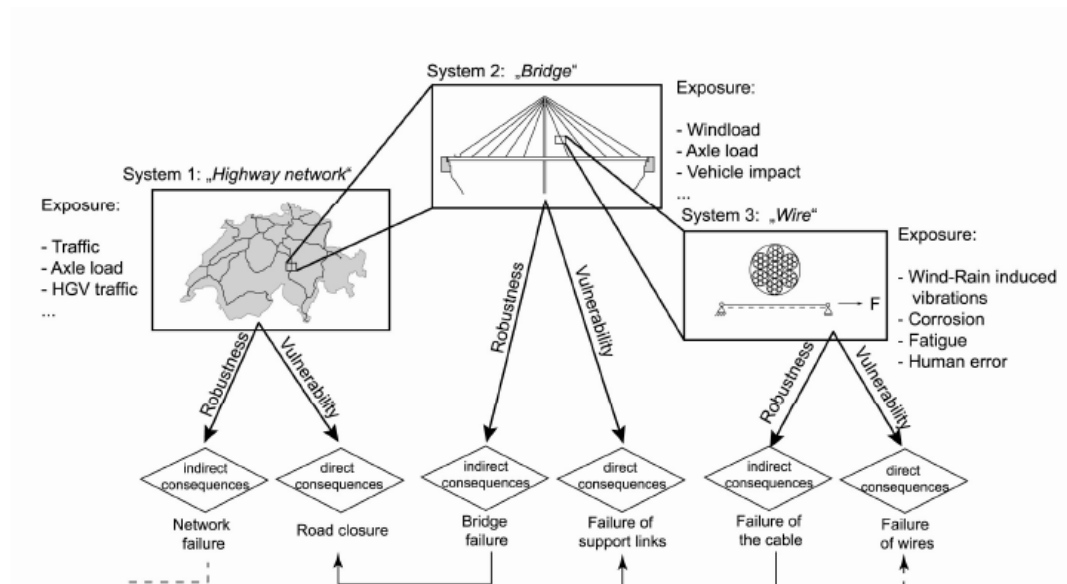 System 2: „Bridge“
Exposure:
- Windload
- Axle load
- Vehicle impact
...
System 1: „Highway network“
Exposure:
- Traffic
- Axle load
- HGV traffic
...
System 3: „Wire“
F
Exposure:
- Wind-Rain induced
vibrations
- Corrosion
- Fatigue
- Human error
Robustness
Vulnerability
Robustness
Vulnerability
Robustness
Vulnerability
indirect
consequences
direct
consequences
indirect
consequences
direct
consequences
indirect
consequences
direct
consequences
Network
failure
Road closure
Bridge
failure
Failure of
support links
Failure of
the cable
Failure
of wires